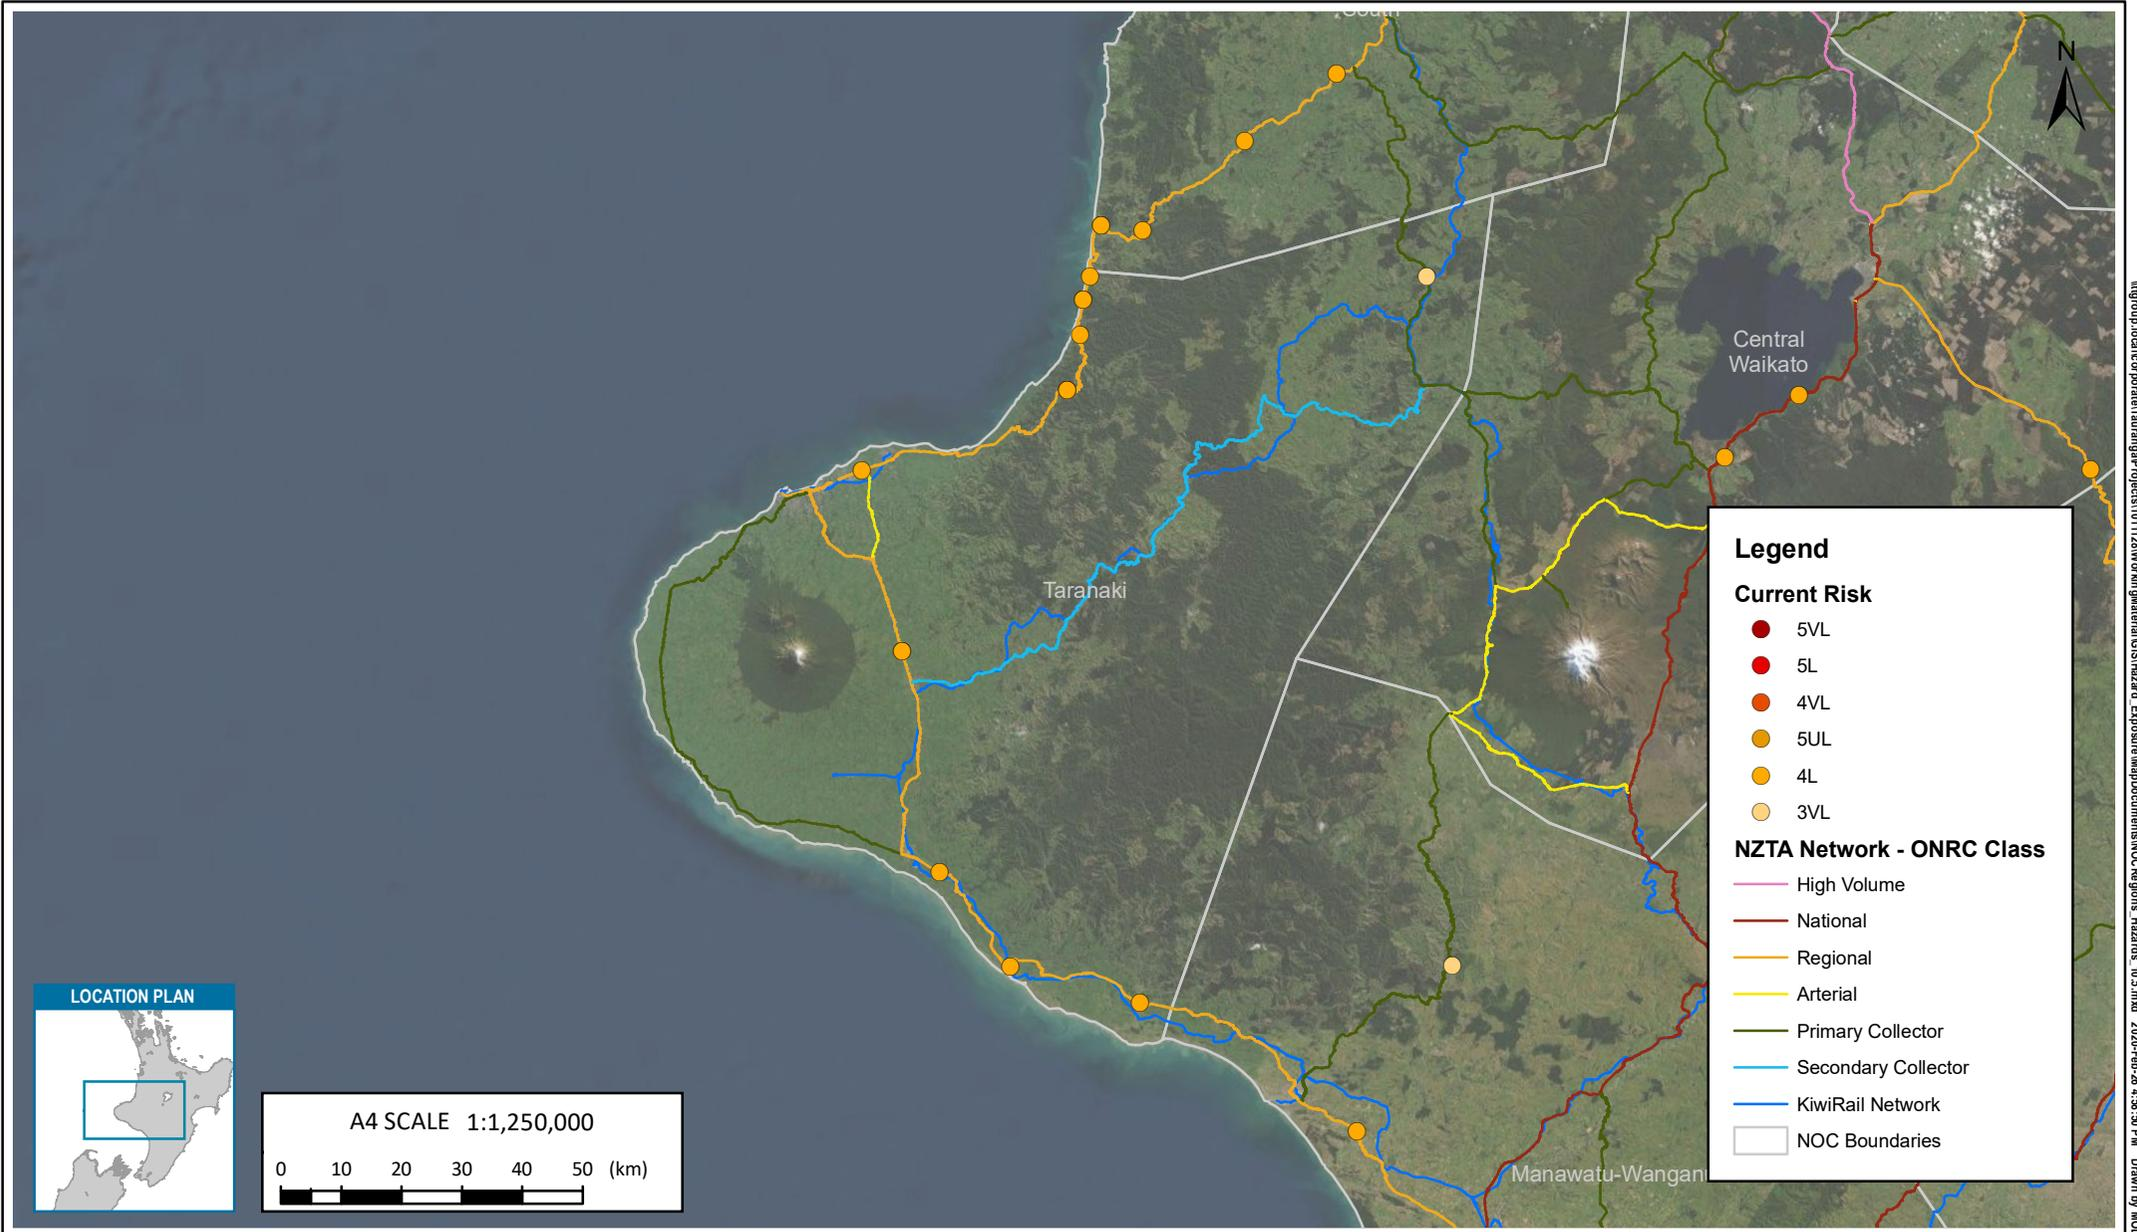 South
N
Central
Waikato
Taranaki
Manawatu-Wangan
Legend
Current Risk
5VL
5L
4VL
5UL
4L
3VL
NZTA Network - ONRC Class
High Volume
National
Regional
Arterial
Primary Collector
Secondary Collector
KiwiRail Network
NOC Boundaries
LOCATION PLAN
A4 SCALE 1:1,250,000
0 10 20 30 40 50 (km)